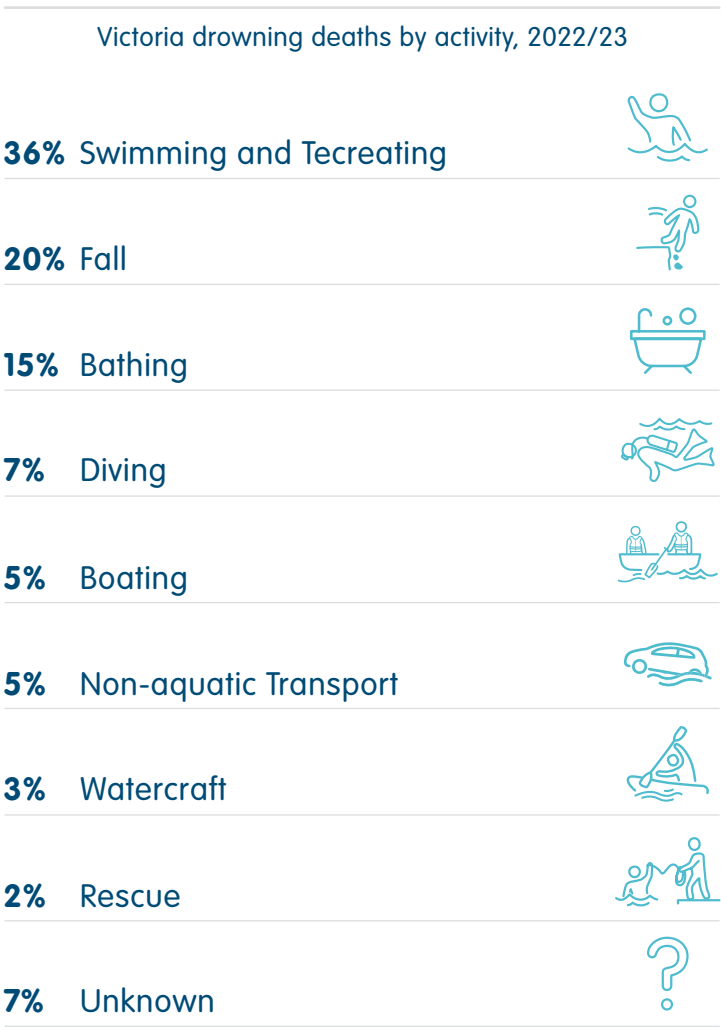 Victoria drowning deaths by activity, 2022/23
36% Swimming and Tecreating
20% Fall
15% Bathing
7% Diving
5% Boating
5% Non-aquatic Transport
3% Watercraft
2% Rescue
7% Unknown
?